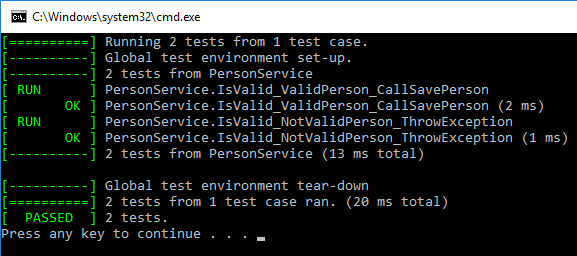 C:\Windows\system32\cmd.exe
[==========] Running 2 tests from 1 test case.
[----------] Global test environment set-up.
[----------] 2 tests from PersonService
[ RUN      ] PersonService.IsValid_ValidPerson_CallSavePerson
[       OK ] PersonService.IsValid_ValidPerson_CallSavePerson (2 ms)
[ RUN      ] PersonService.IsValid_NotValidPerson_ThrowException
[       OK ] PersonService.IsValid_NotValidPerson_ThrowException (1 ms)
[----------] 2 tests from PersonService (13 ms total)
[----------] Global test environment tear-down
[==========] 2 tests from 1 test case ran. (20 ms total)
[  PASSED  ] 2 tests.
Press any key to continue . . .